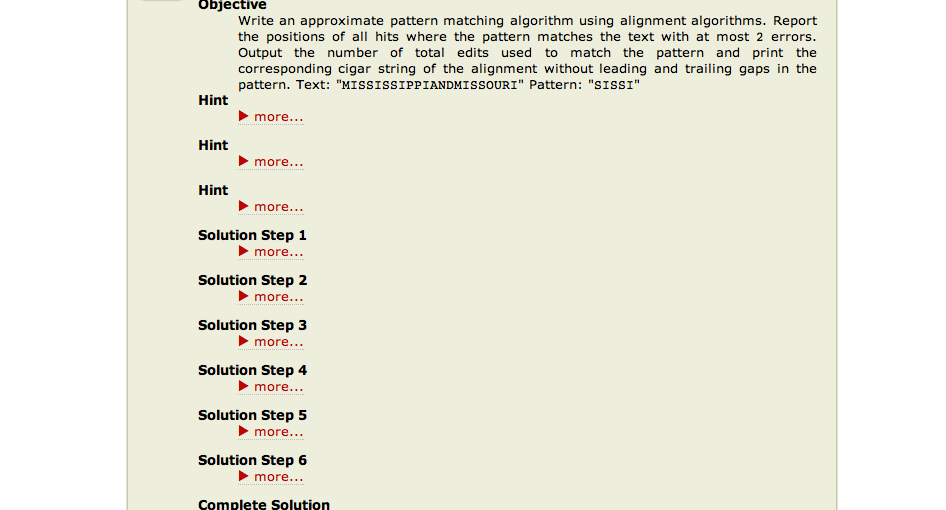 Objective
Write an approximate pattern matching algorithm using alignment algorithms. Report
the positions of all hits where the pattern matches the text with at most 2 errors.
Output the number of total edits used to match the pattern and print the
corresponding cigar string of the alignment without leading and trailing gaps in the
pattern. Text: "MISSISSIPPIANDMISSOURI" Pattern: "SISSI"
Hint
▶ more...
Hint
▶ more...
Hint
▶ more...
Solution Step 1
▶ more...
Solution Step 2
▶ more...
Solution Step 3
▶ more...
Solution Step 4
▶ more...
Solution Step 5
▶ more...
Solution Step 6
▶ more...
Complete Solution